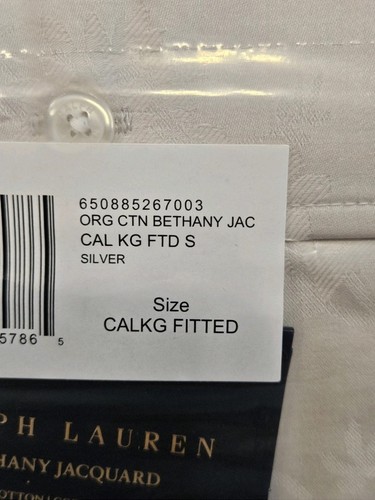 650885267003
ORG CTN BETHANY JAC
CAL KG FTD S
SILVER
Size
CALKG FITTED
5786 5
PH LAUREN
HANY JACQUARD